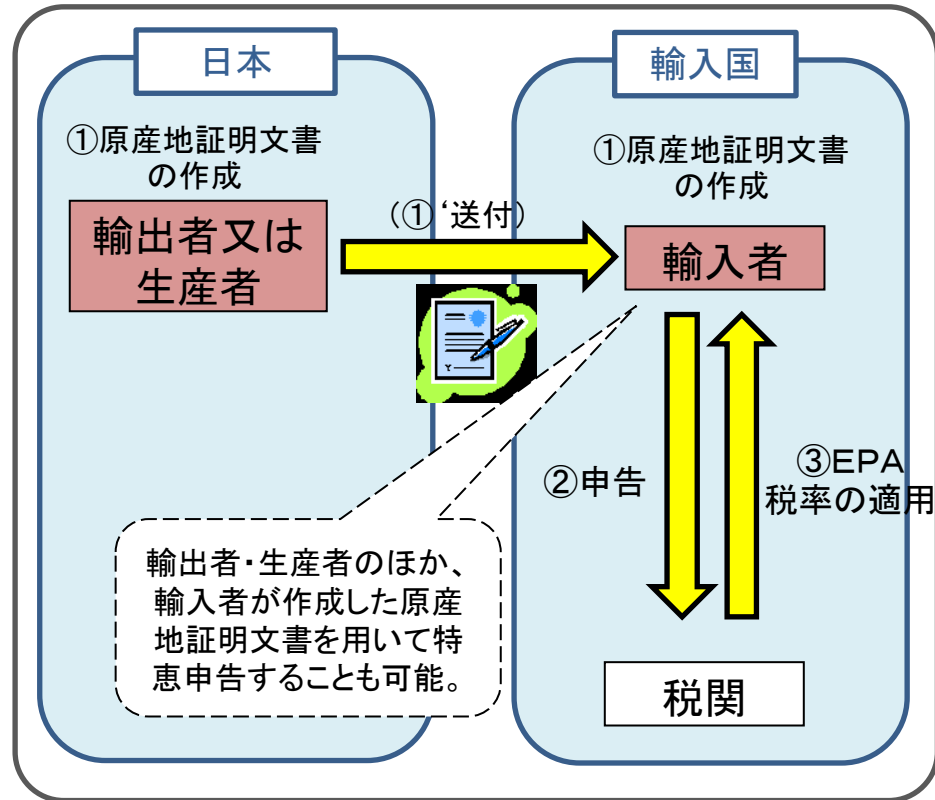 日本
①原産地証明文書
の作成
輸出者又は
生産者
(①‘送付)
輸入国
①原産地証明文書
の作成
輸入者
②申告
③EPA
税率の適用
税関
輸出者・生産者のほか、
輸入者が作成した原産
地証明文書を用いて特
恵申告することも可能。